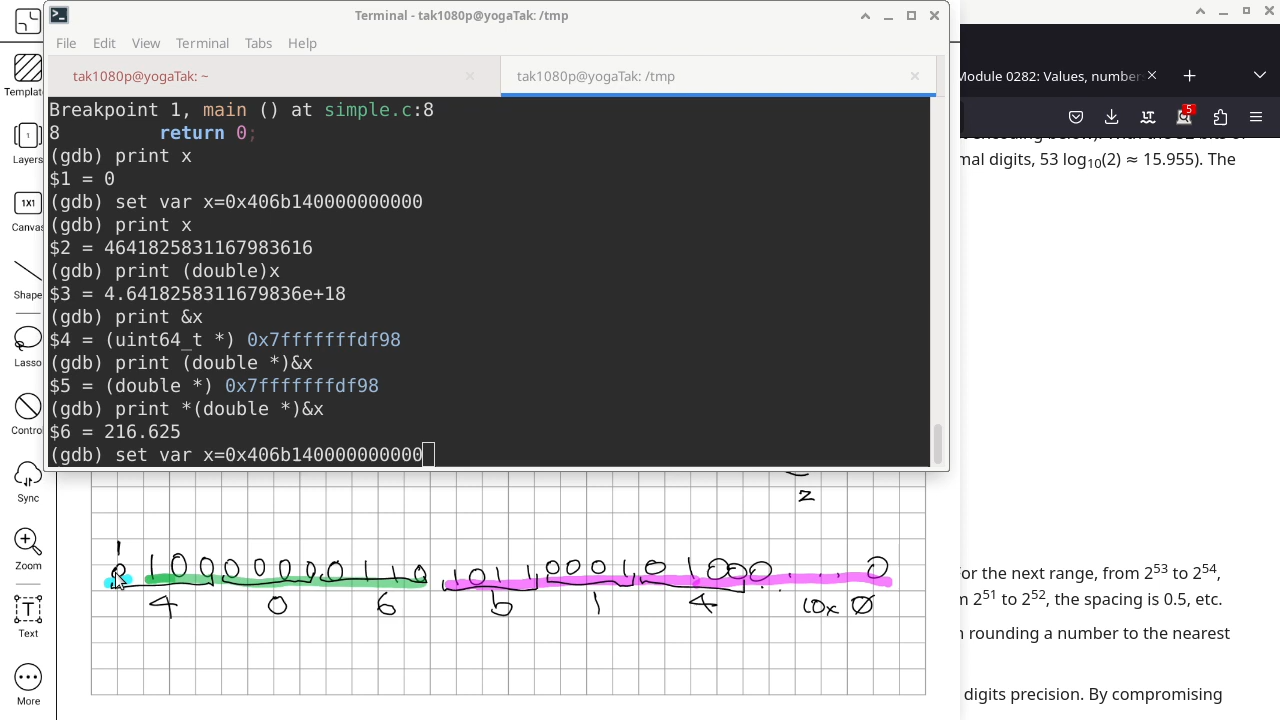 Terminal - tak1080p@yogaTak: /tmp
File Edit View Terminal Tabs Help
tak1080p@yogaTak: ~
tak1080p@yogaTak: /tmp
Breakpoint 1, main () at simple.c:8
8 return 0;
(gdb) print x
$1 = 0
(gdb) set var x=0x406b140000000000
(gdb) print x
$2 = 4641825831167983616
(gdb) print (double)x
$3 = 4.6418258311679836e+18
(gdb) print &x
$4 = (uint64_t *) 0x7fffffffdf98
(gdb) print (double *)&x
$5 = (double *) 0x7fffffffdf98
(gdb) print *(double *)&x
$6 = 216.625
(gdb) set var x=0x406b140000000000
Templat
Layers
1X1
Canvas
Shape
Lasso
Contro
Sync
Zoom
Text
More
Module 0282: Values, number
5
mal digits, 53 log10(2) ≈ 15.955). The
for the next range, from 2^53 to 2^54,
2^51 to 2^52, the spacing is 0.5, etc.
rounding a number to the nearest
digits precision. By compromising
2
1
0 1 0 0 0 0 0 0 0 1 1 0 1 0 1 1 0 0 0 1 0 1 0 0 0 . . . . 0
4 0 6 b 1 4 10x 0